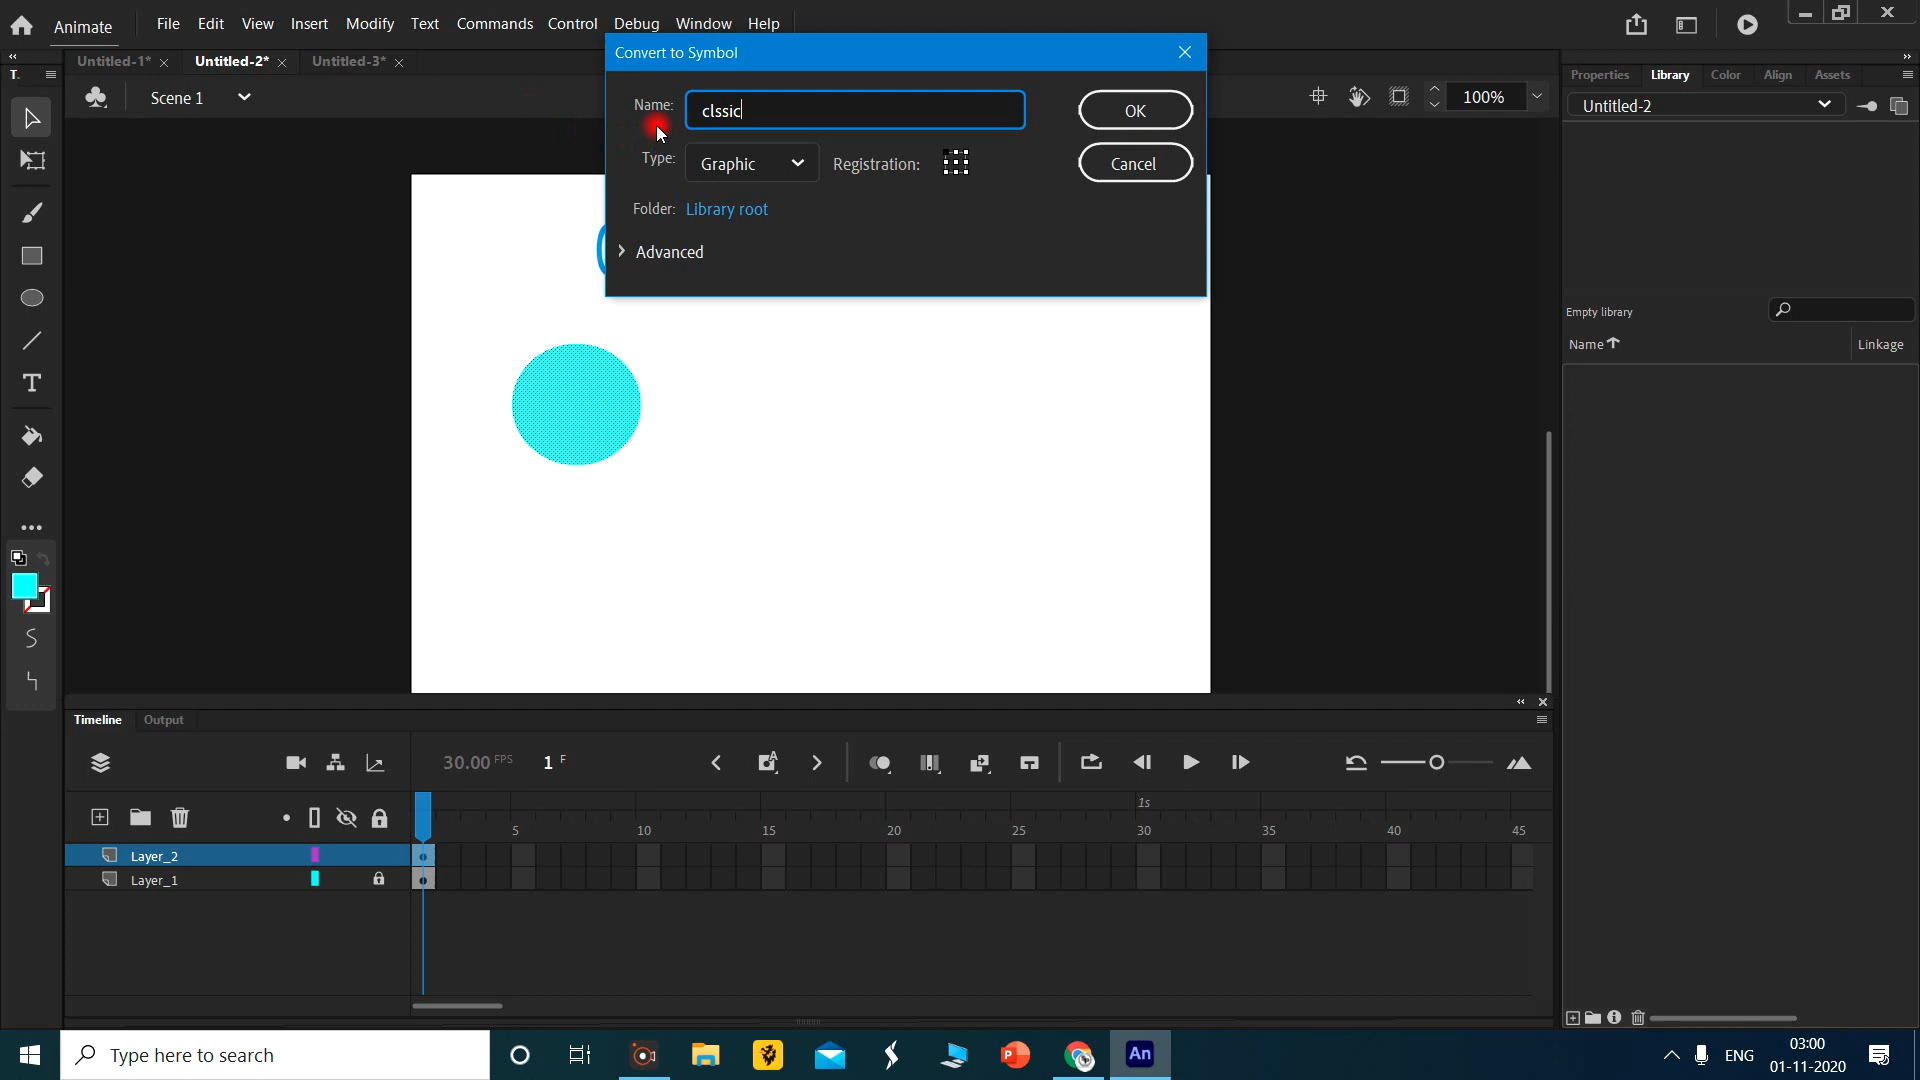 Animate File Edit View Insert Modify Text Commands Control Debug Window Help
Untitled-1* Untitled-2* Untitled-3*
Scene 1
100%
Convert to Symbol
Name: clssic OK
Type: Graphic Registration: Cancel
Folder: Library root
Advanced
T.
Properties Library Color Align Assets
Untitled-2
Empty library
Name Linkage
Timeline Output
30.00 FPS 1 F
1s
5 10 15 20 25 30 35 40 45
Layer_2
Layer_1
Type here to search
An
ENG
03:00
01-11-2020